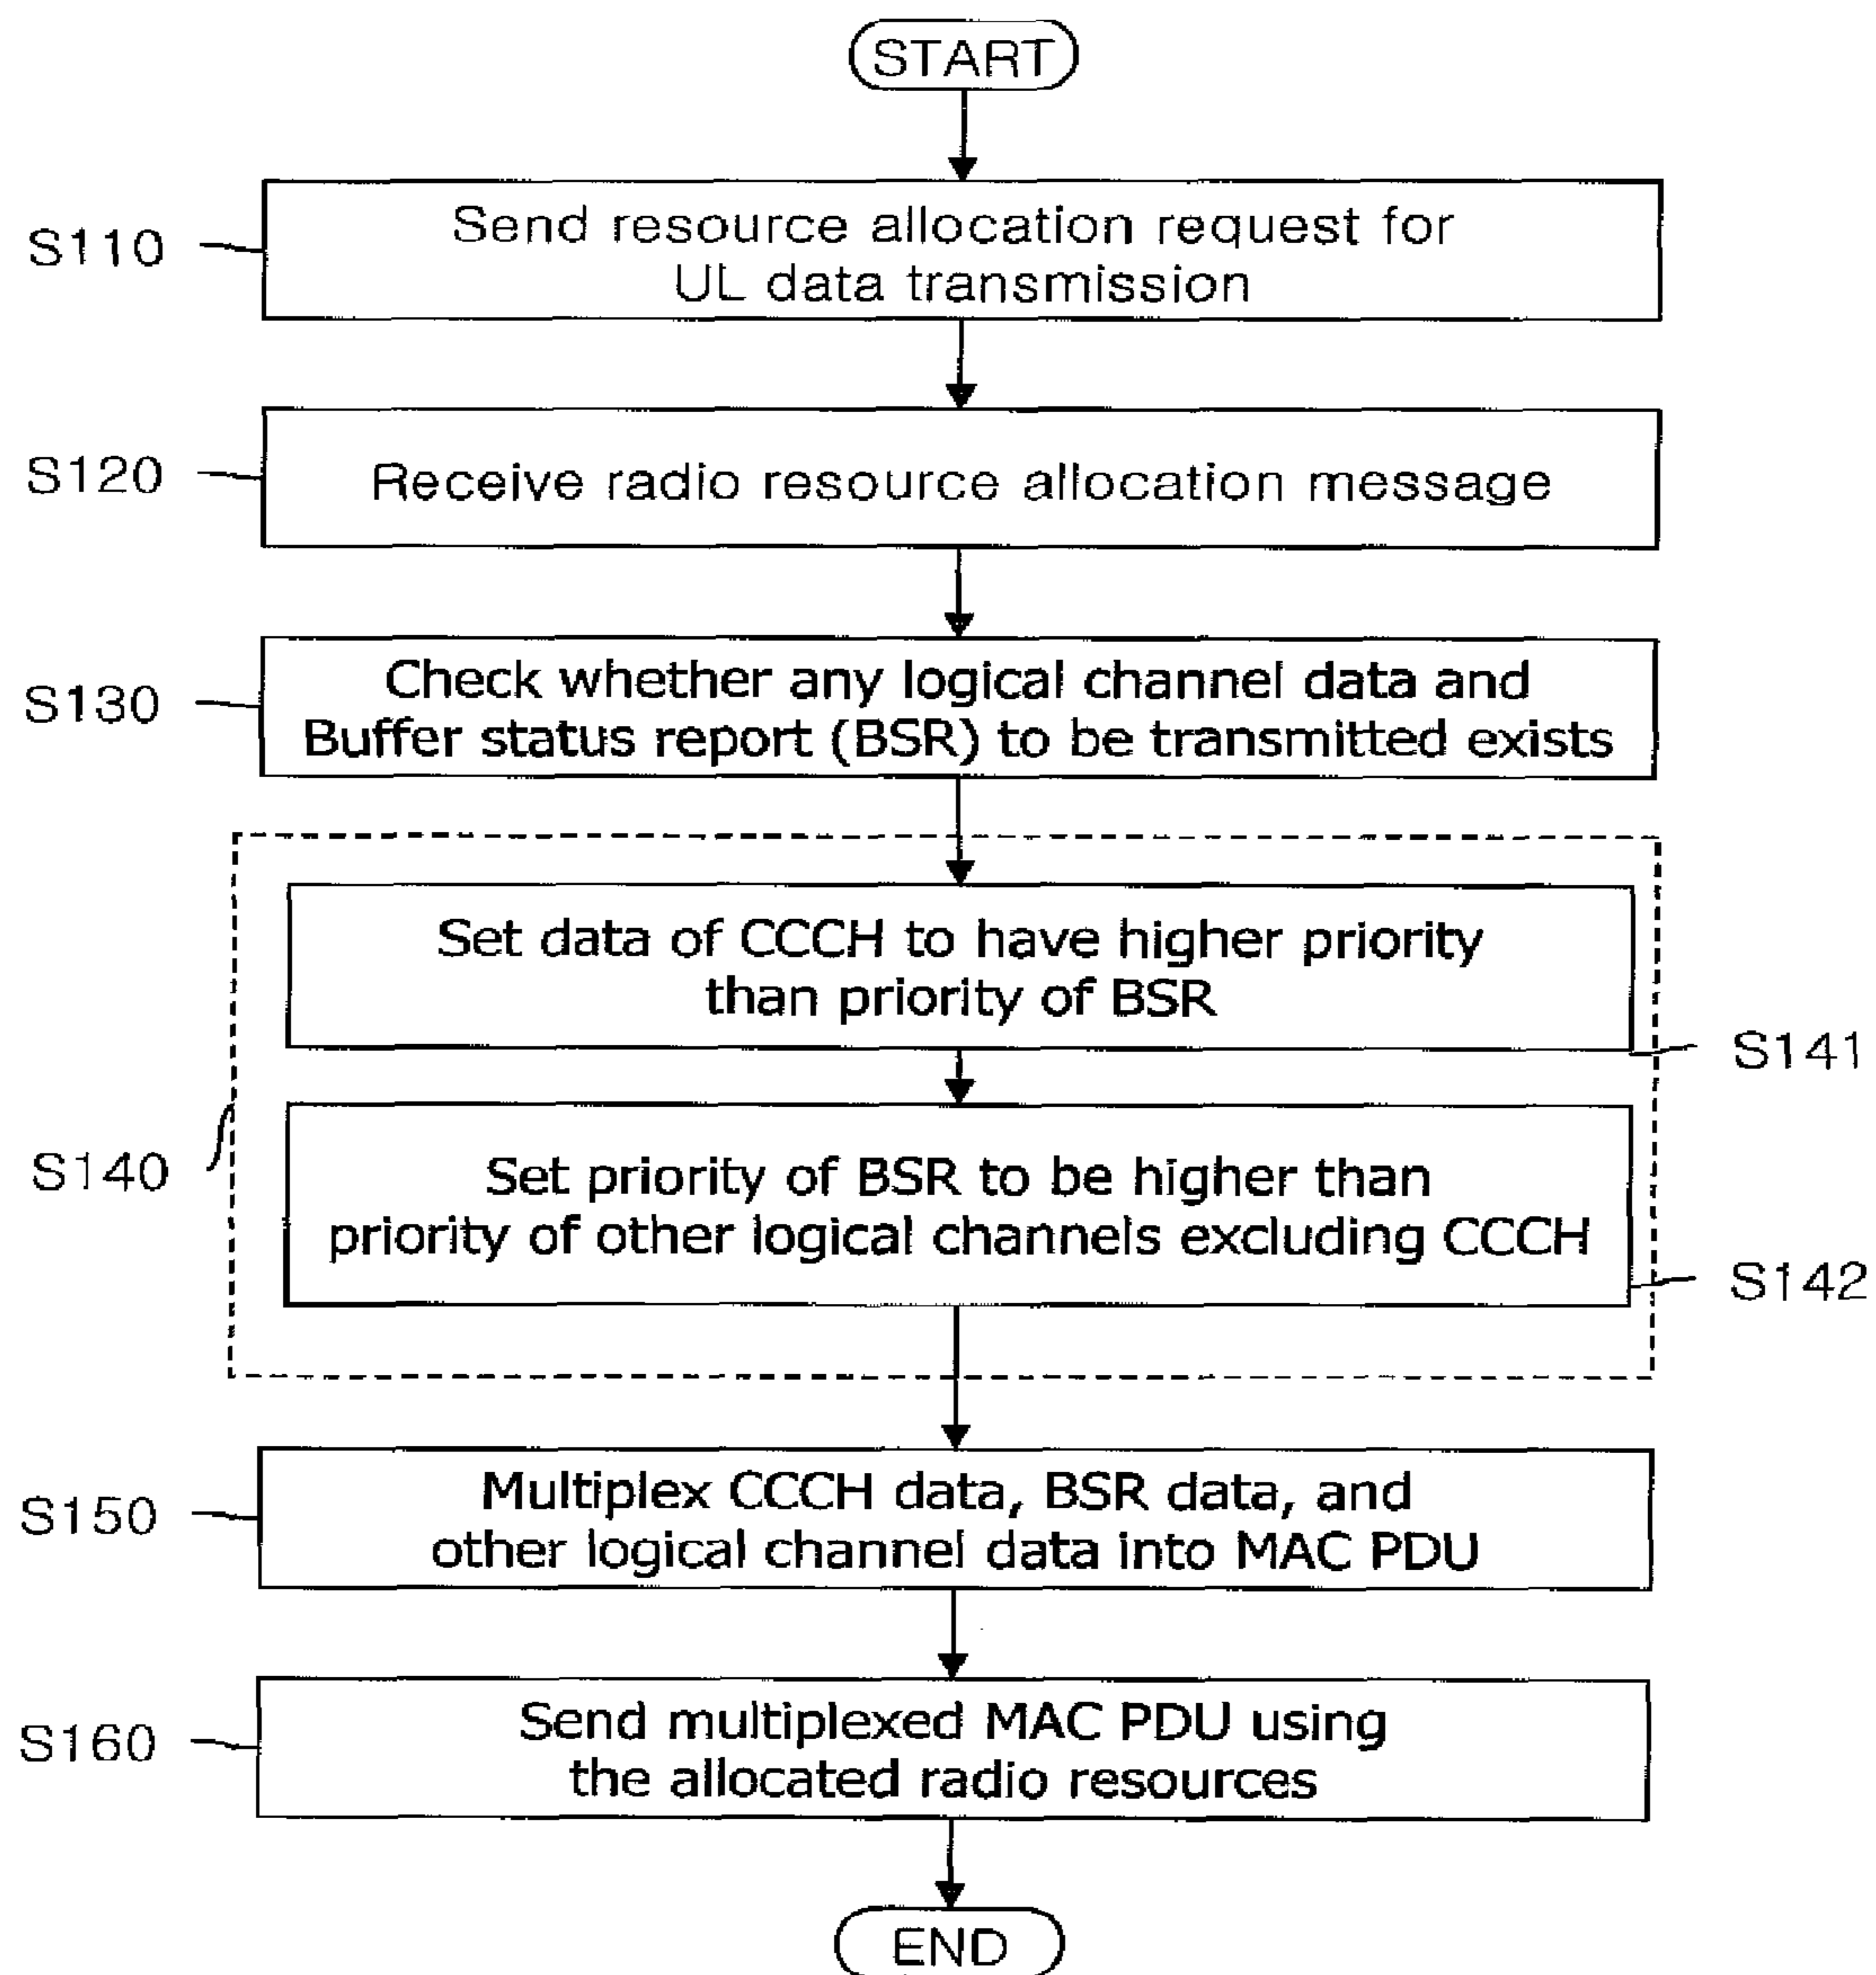 START
S110
Send resource allocation request for
UL data transmission
S120
Receive radio resource allocation message
S130
Check whether any logical channel data and
Buffer status report (BSR) to be transmitted exists
S140
Set data of CCCH to have higher priority
than priority of BSR
S141
Set priority of BSR to be higher than
priority of other logical channels excluding CCCH
S142
S150
Multiplex CCCH data, BSR data, and
other logical channel data into MAC PDU
S160
Send multiplexed MAC PDU using
the allocated radio resources
END